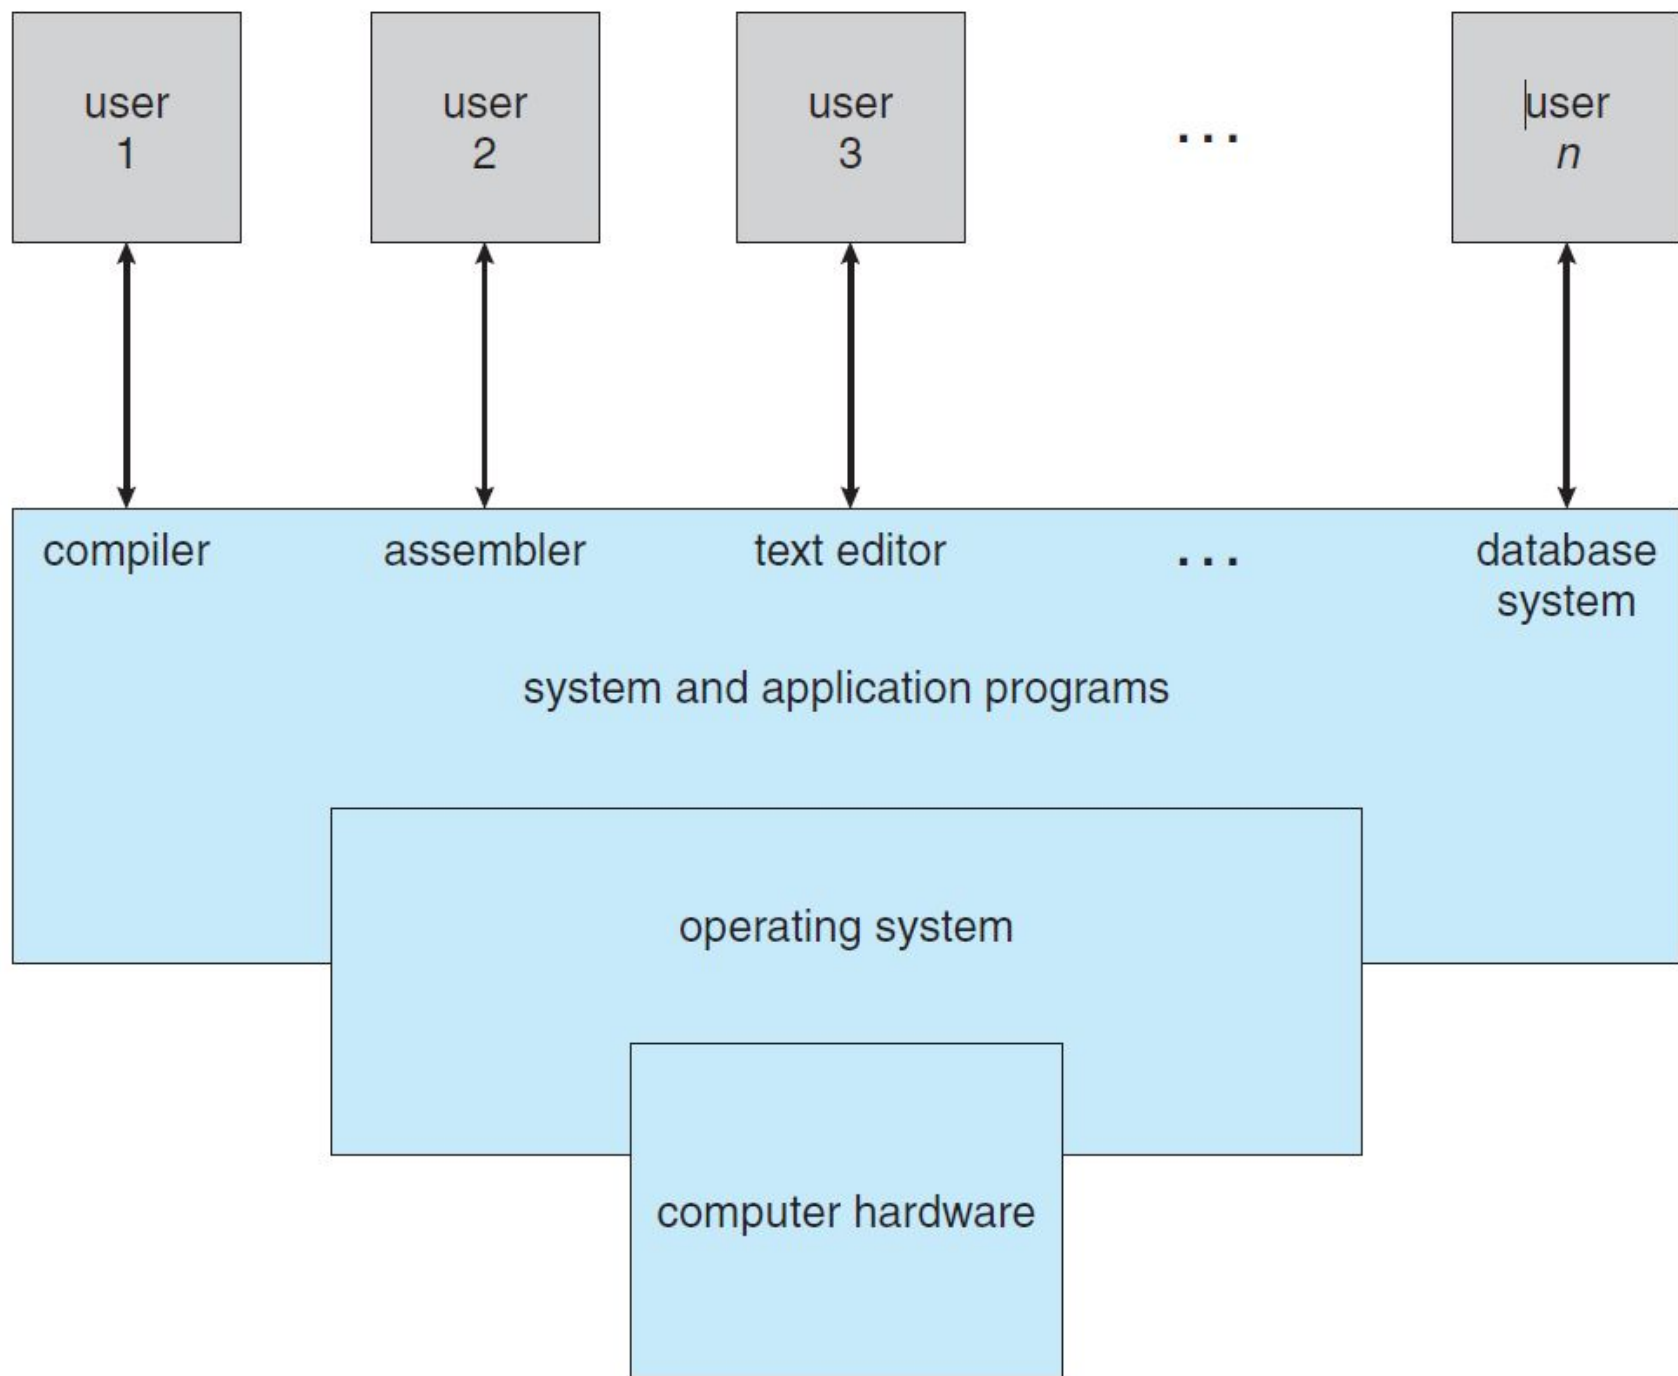 user
1
user
2
user
3
...
user
n
compiler
assembler
text editor
...
database
system
system and application programs
operating system
computer hardware